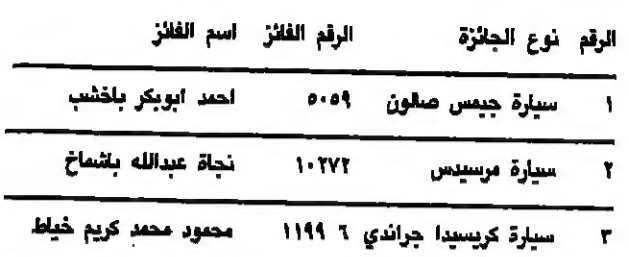 الرقم نوع الجائزة الرقم الفائز اسم الفائز
١ سيارة جيمس صالون ٥٠٥٩ احمد ابوبكر باخشب
٢ سيارة مرسيدس ١٠٢٧٢ نجاة عبدالله باشماخ
٣ سيارة كريسيدا جراندي ٦ ١١٩٩ محمود محمد كريم خياط